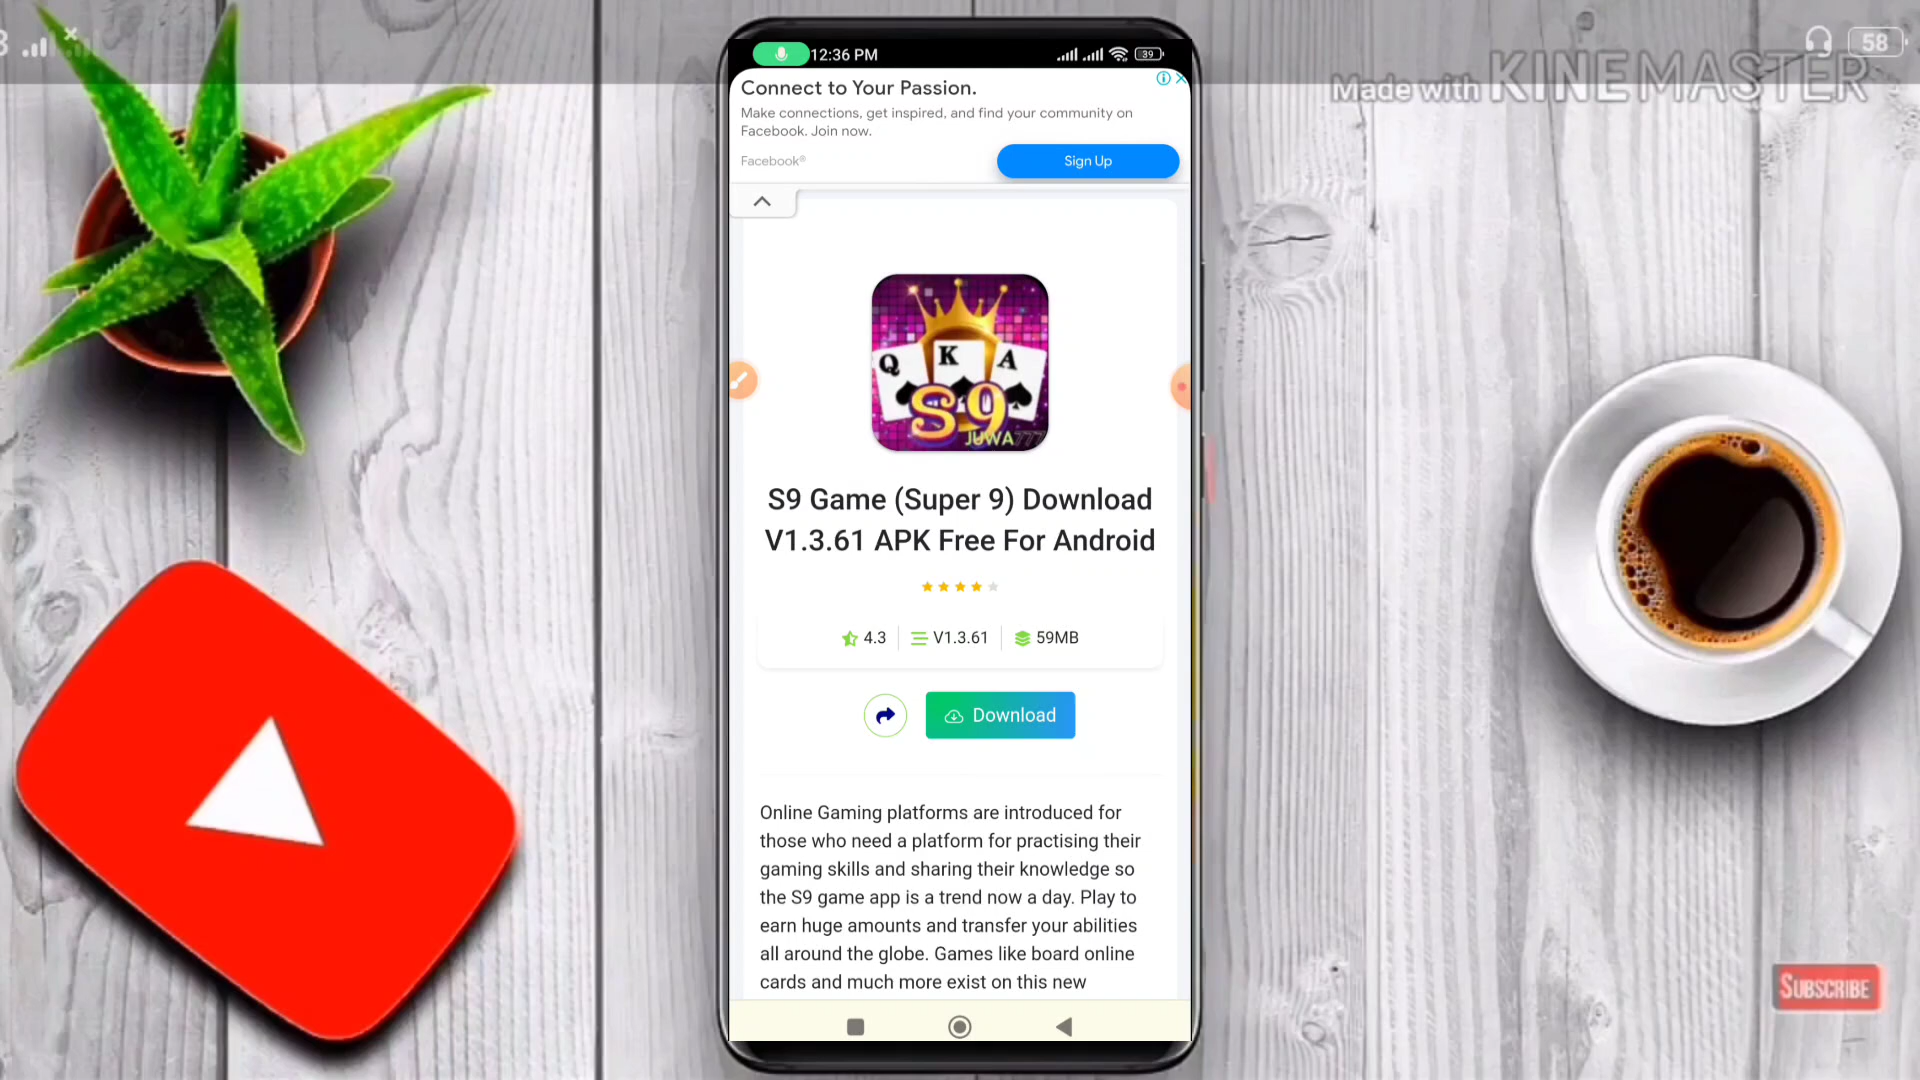 58
Made with KINEMASTER
12:36 PM
39
Connect to Your Passion.
Make connections, get inspired, and find your community on
Facebook. Join now.
Facebook®
Sign Up
Q K A
S9
JUWA777
S9 Game (Super 9) Download
V1.3.61 APK Free For Android
4.3 V1.3.61 59MB
Download
Online Gaming platforms are introduced for
those who need a platform for practising their
gaming skills and sharing their knowledge so
the S9 game app is a trend now a day. Play to
earn huge amounts and transfer your abilities
all around the globe. Games like board online
cards and much more exist on this new
SUBSCRIBE